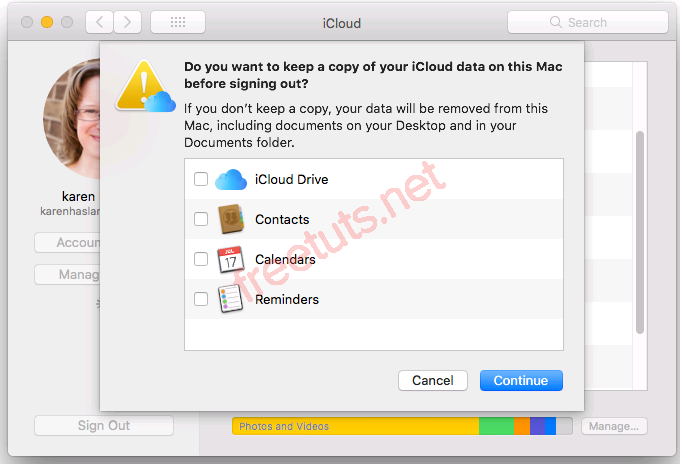 iCloud
Search
Do you want to keep a copy of your iCloud data on this Mac
before signing out?
If you don't keep a copy, your data will be removed from this
Mac, including documents on your Desktop and in your
Documents folder.
iCloud Drive
Contacts
JUL
17
Calendars
Reminders
freetuts.net
Cancel
Continue
karen
karenhaslam
Accoun
Manag
Sign Out
Photos and Videos
Manage...